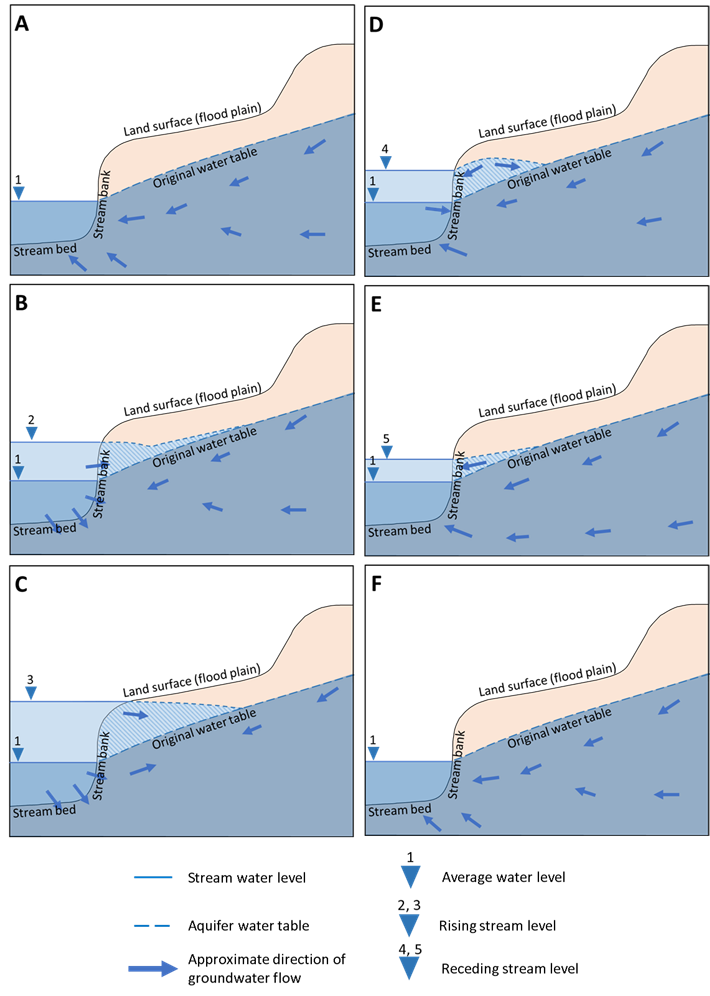 A
Land surface (flood plain)
Original water table
1
Stream bank
Stream bed
B
Land surface (flood plain)
2
Original water table
1
Stream bank
Stream bed
C
3
Land surface (flood plain)
Original water table
1
Stream bank
Stream bed
D
Land surface (flood plain)
4
Original water table
1
Stream bank
Stream bed
E
Land surface (flood plain)
5
Original water table
1
Stream bank
Stream bed
F
Land surface (flood plain)
Original water table
1
Stream bank
Stream bed
Stream water level
Aquifer water table
Approximate direction of
groundwater flow
1
Average water level
2, 3
Rising stream level
4, 5
Receding stream level